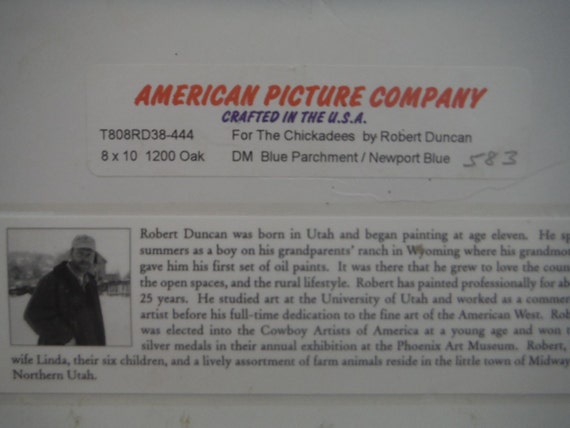 AMERICAN PICTURE COMPANY
CRAFTED IN THE U.S.A.
T808RD38-444 For The Chickadees by Robert Duncan
8 x 10 1200 Oak DM Blue Parchment / Newport Blue 583
Robert Duncan was born in Utah and began painting at age eleven. He sp
summers as a boy on his grandparents' ranch in Wyoming where his grandmo
gave him his first set of oil paints. It was there that he grew to love the coun
the open spaces, and the rural lifestyle. Robert has painted professionally for ab
25 years. He studied art at the University of Utah and worked as a commer
artist before his full-time dedication to the fine art of the American West. Rob
was elected into the Cowboy Artists of America at a young age and won t
silver medals in their annual exhibition at the Phoenix Art Museum. Robert,
wife Linda, their six children, and a lively assortment of farm animals reside in the little town of Midway
Northern Utah.